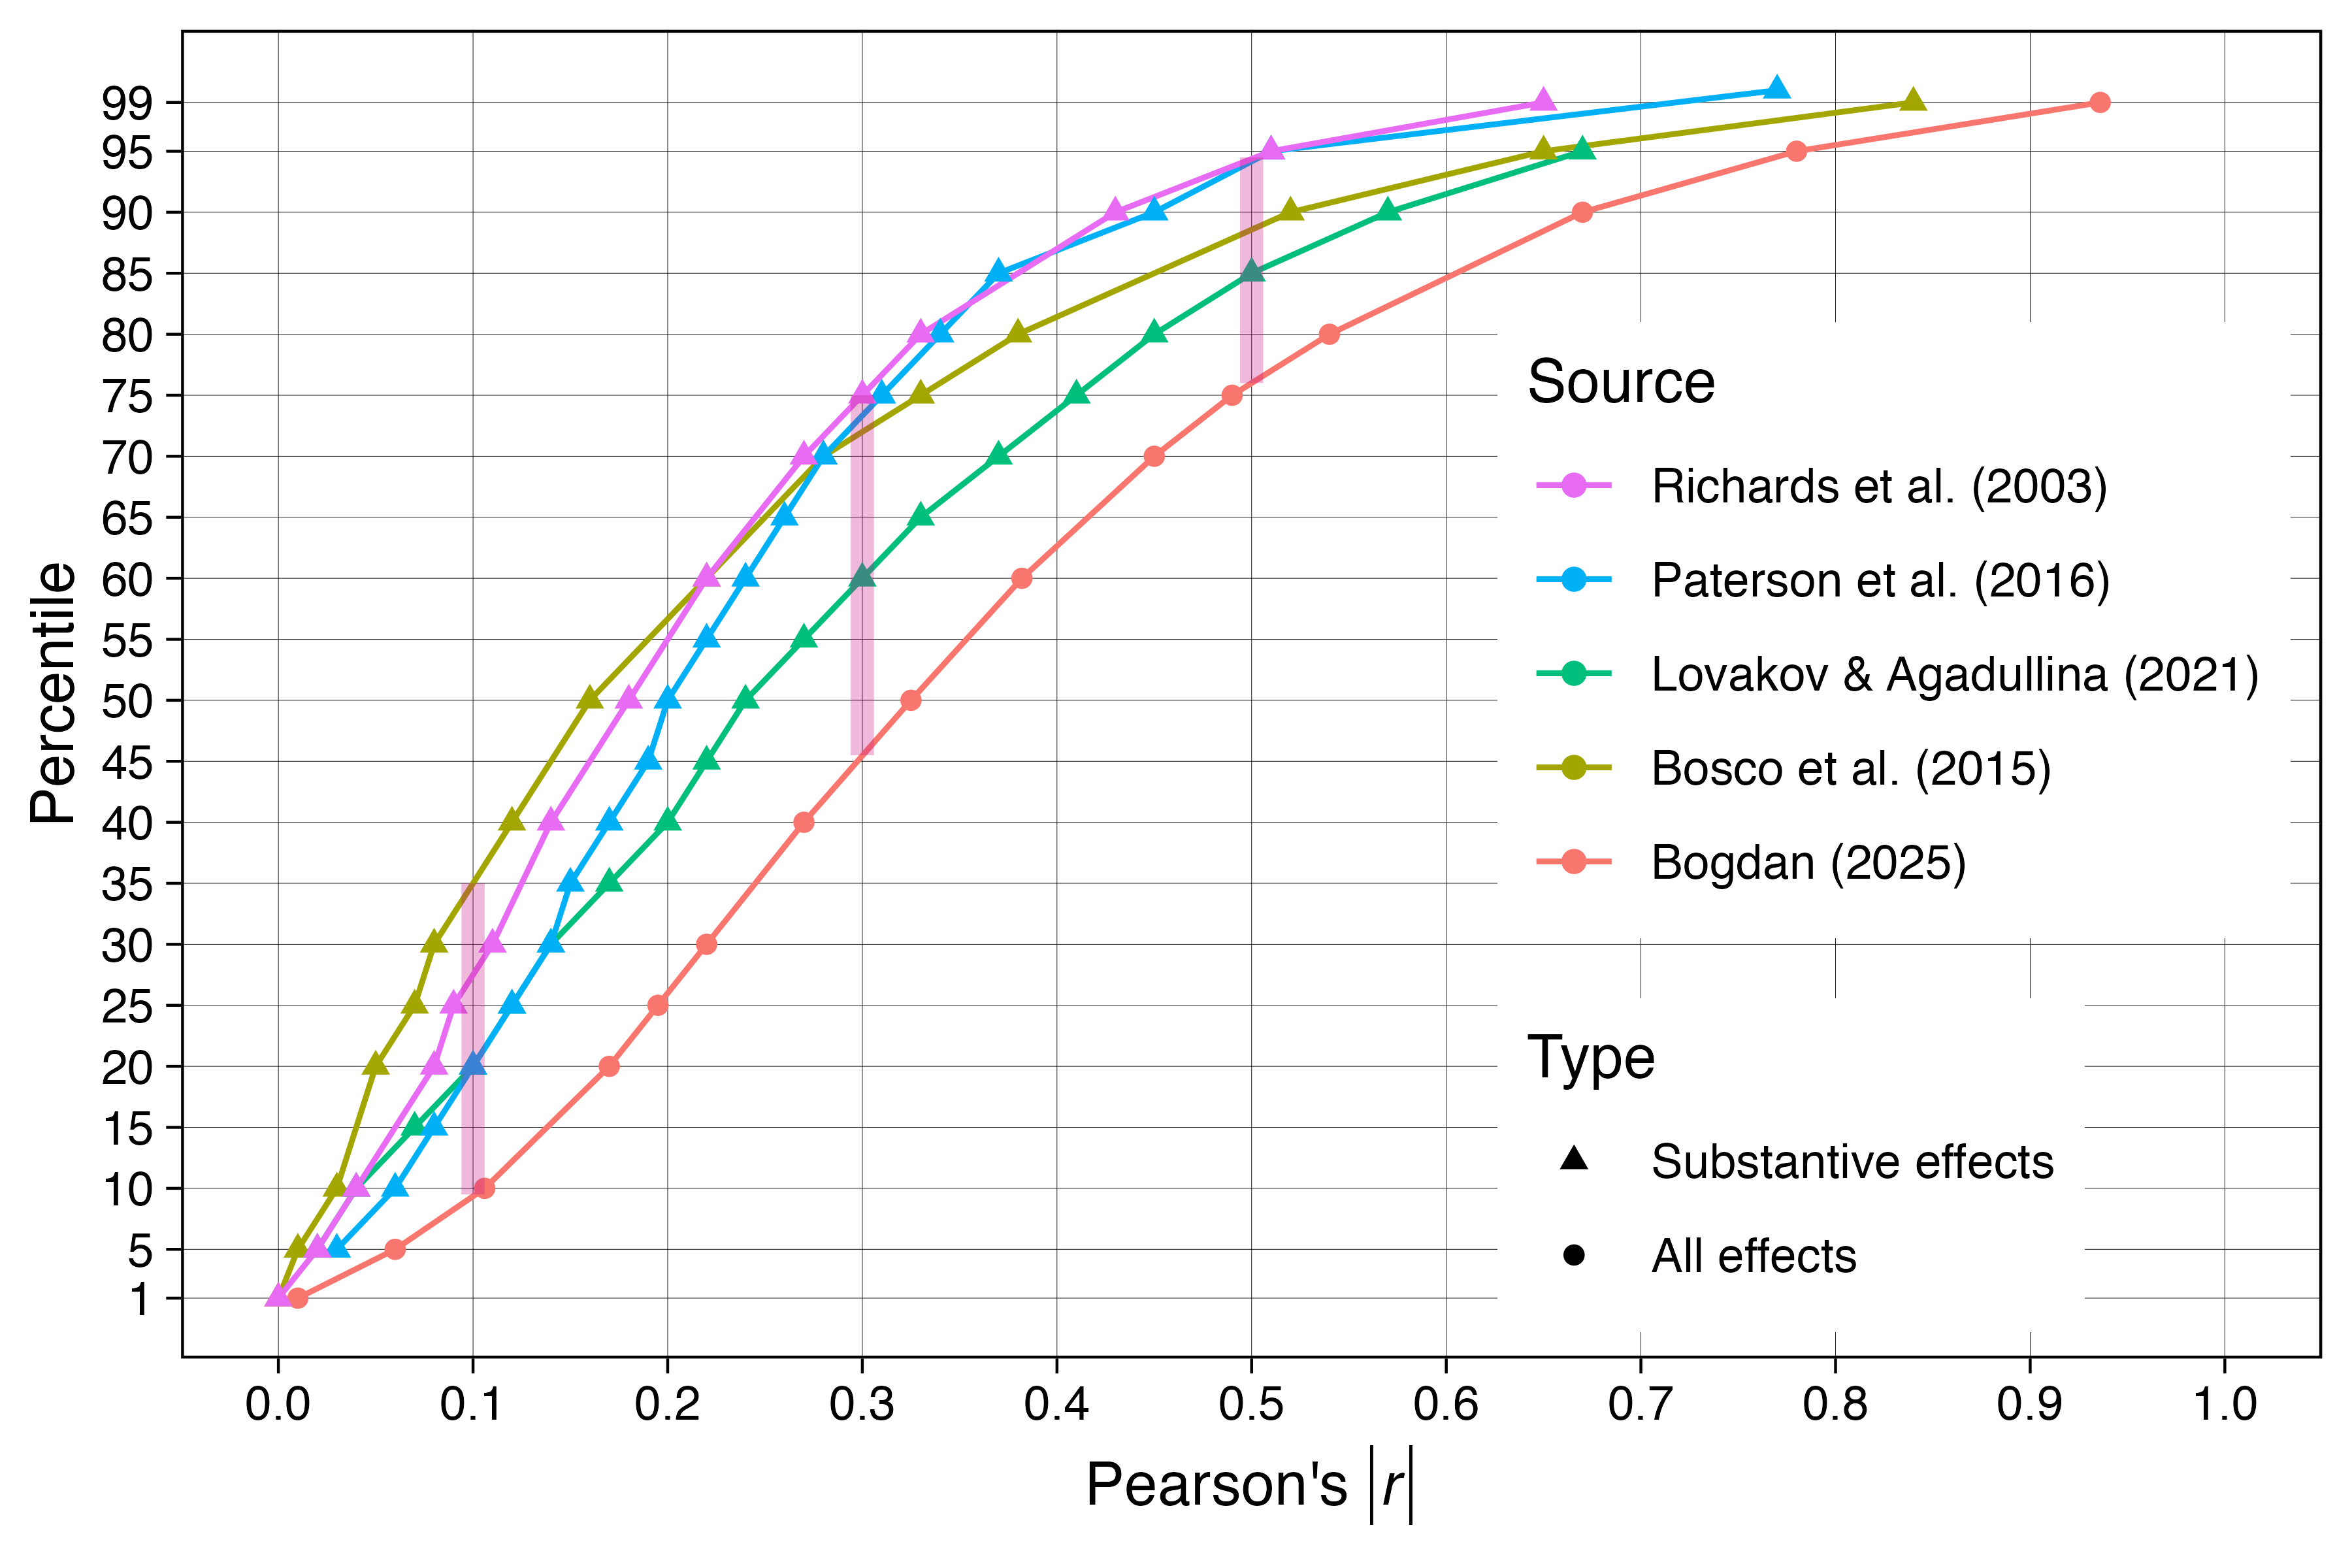 99
95
90
85
80
75
70
65
60
55
50
45
40
35
30
25
20
15
10
5
1
Percentile
0.0 0.1 0.2 0.3 0.4 0.5 0.6 0.7 0.8 0.9 1.0
Pearson's |r|
Source
Richards et al. (2003)
Paterson et al. (2016)
Lovakov & Agadullina (2021)
Bosco et al. (2015)
Bogdan (2025)
Type
Substantive effects
All effects